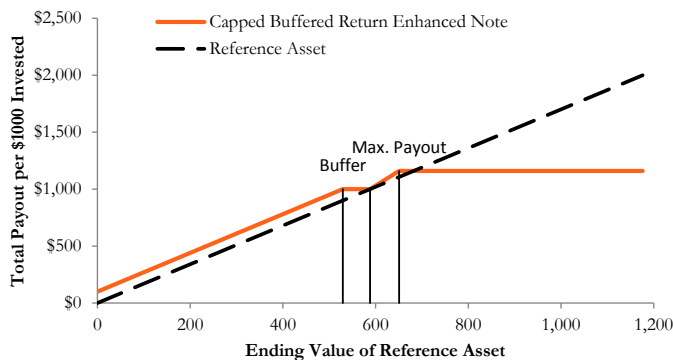 $2,500
Capped Buffered Return Enhanced Note
Reference Asset
$2,000
$1,500
Max. Payout
Buffer
$1,000
$500
$0
0 200 400 600 800 1,000 1,200
Total Payout per $1000 Invested
Ending Value of Reference Asset